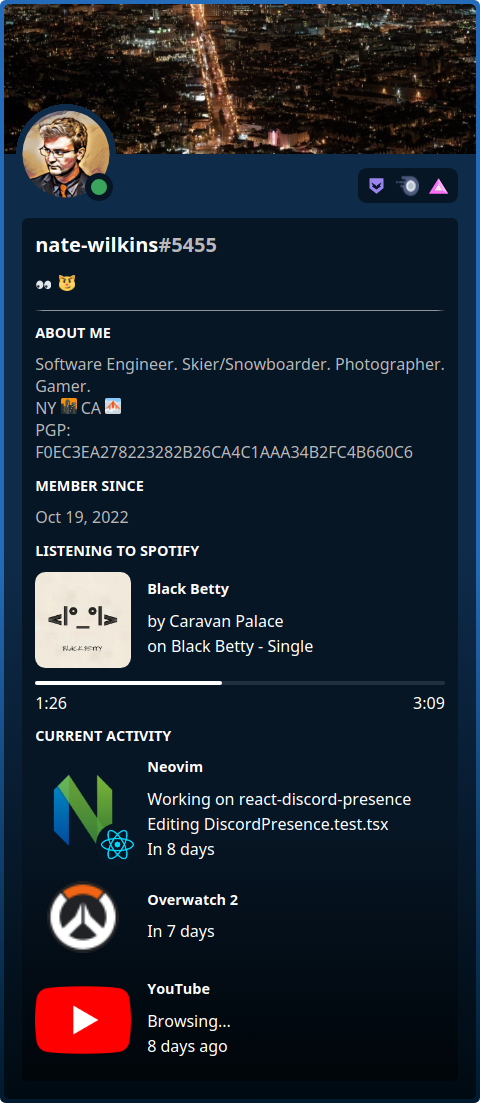 nate-wilkins#5455
👀 😼
ABOUT ME
Software Engineer. Skier/Snowboarder. Photographer.
Gamer.
NY 🌃 CA 🌉
PGP:
F0EC3EA278223282B26CA4C1AAA34B2FC4B660C6
MEMBER SINCE
Oct 19, 2022
LISTENING TO SPOTIFY
<|°_°|>
BLACK BETTY
Black Betty
by Caravan Palace
on Black Betty - Single
1:26 3:09
CURRENT ACTIVITY
Neovim
Working on react-discord-presence
Editing DiscordPresence.test.tsx
In 8 days
Overwatch 2
In 7 days
YouTube
Browsing...
8 days ago